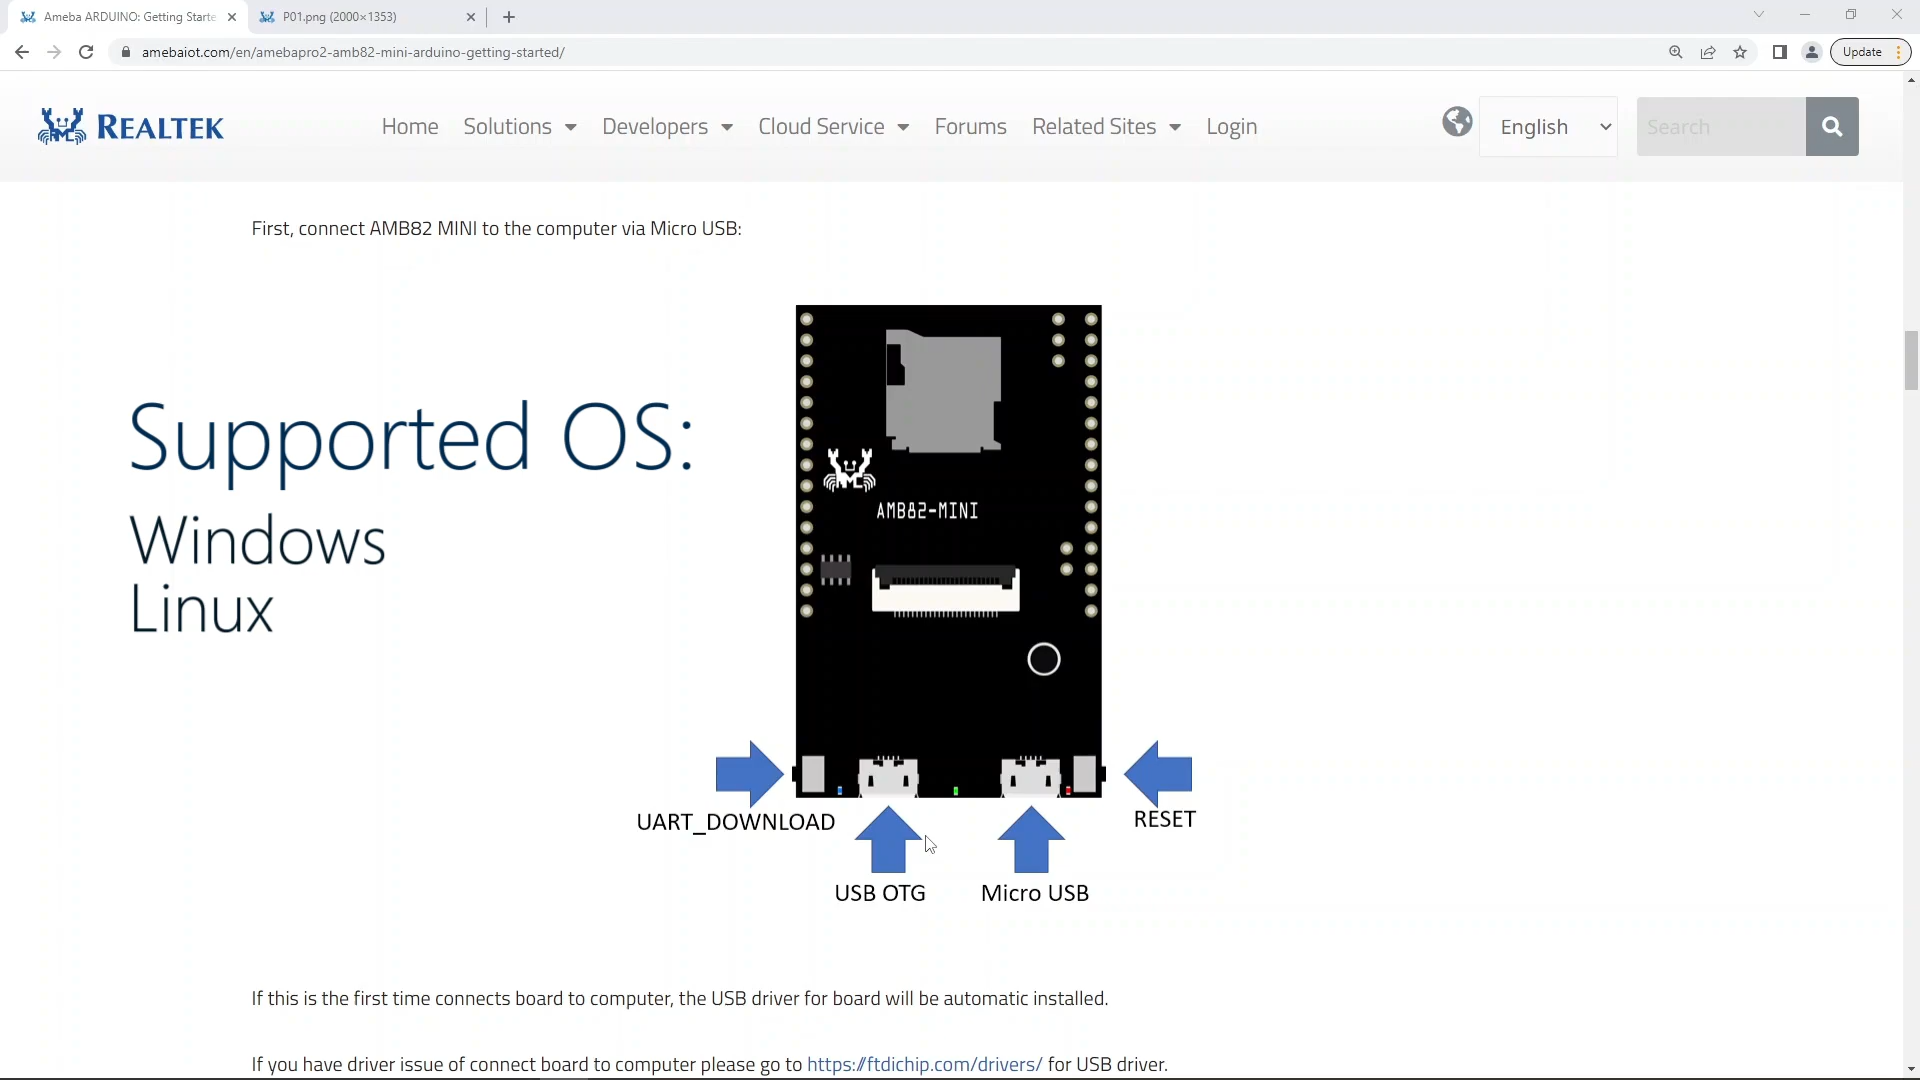 Ameba ARDUINO: Getting Starte
P01.png (2000×1353)
amebaiot.com/en/amebapro2-amb82-mini-arduino-getting-started/
Update
REALTEK
Home
Solutions
Developers
Cloud Service
Forums
Related Sites
Login
English
Search
First, connect AMB82 MINI to the computer via Micro USB:
Supported OS:
Windows
Linux
AMB82-MINI
UART_DOWNLOAD
RESET
USB OTG
Micro USB
If this is the first time connects board to computer, the USB driver for board will be automatic installed.
If you have driver issue of connect board to computer please go to https://ftdichip.com/drivers/ for USB driver.